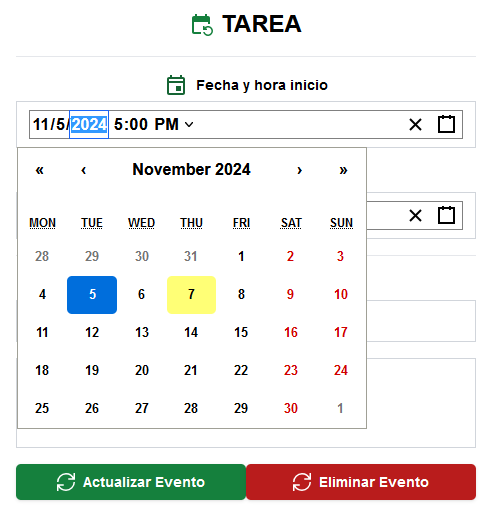 TAREA
Fecha y hora inicio
11/5/2024 5:00 PM
« ‹ November 2024 › »
MON TUE WED THU FRI SAT SUN
28 29 30 31 1 2 3
4 5 6 7 8 9 10
11 12 13 14 15 16 17
18 19 20 21 22 23 24
25 26 27 28 29 30 1
Actualizar Evento Eliminar Evento